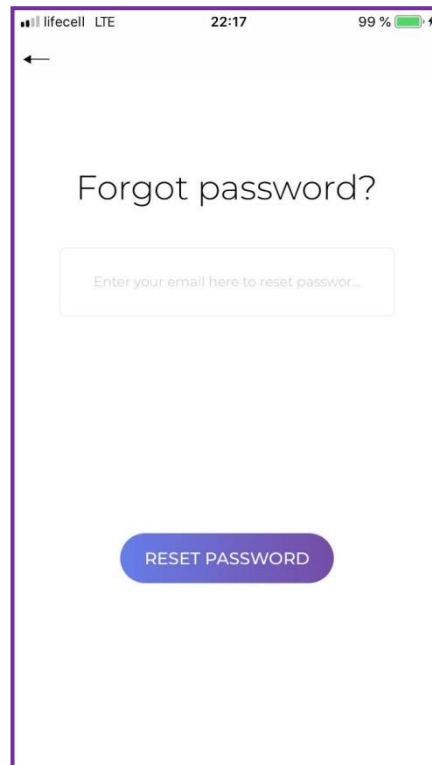 lifecell LTE 22:17 99 %
Forgot password?
Enter your email here to reset passwor...
RESET PASSWORD